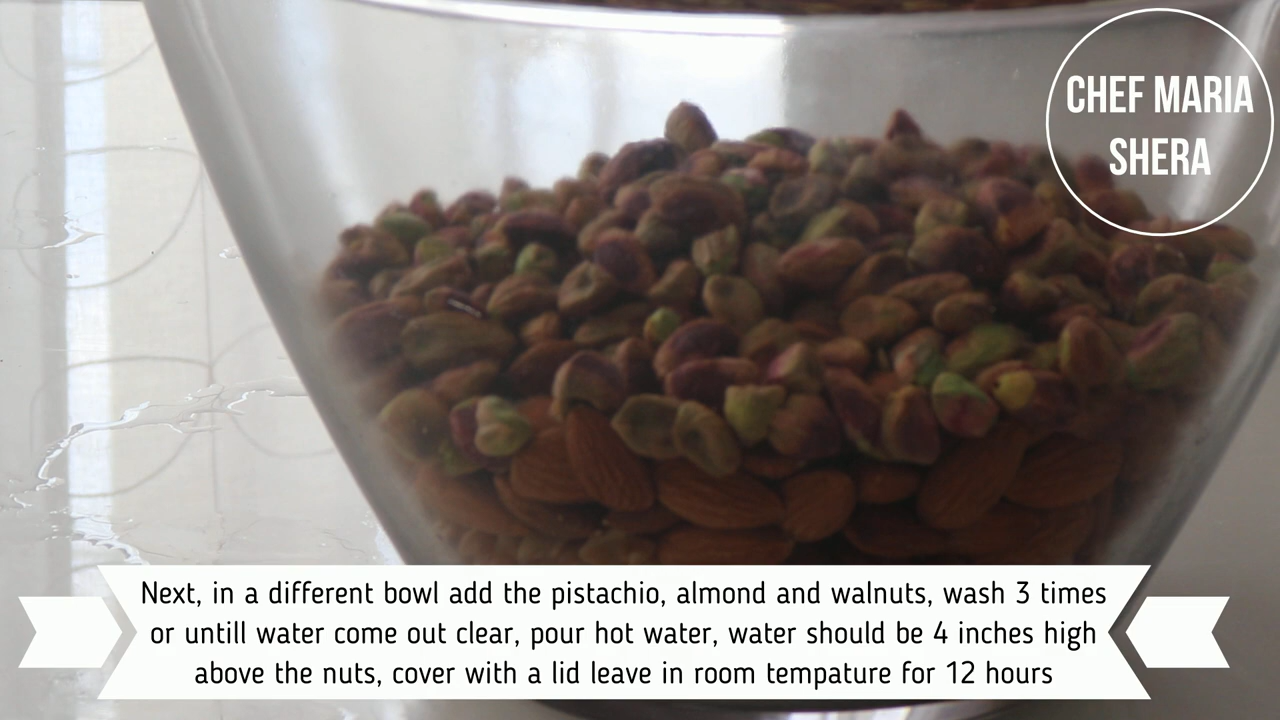 CHEF MARIA
SHERA
Next, in a different bowl add the pistachio, almond and walnuts, wash 3 times
or untill water come out clear, pour hot water, water should be 4 inches high
above the nuts, cover with a lid leave in room tempature for 12 hours